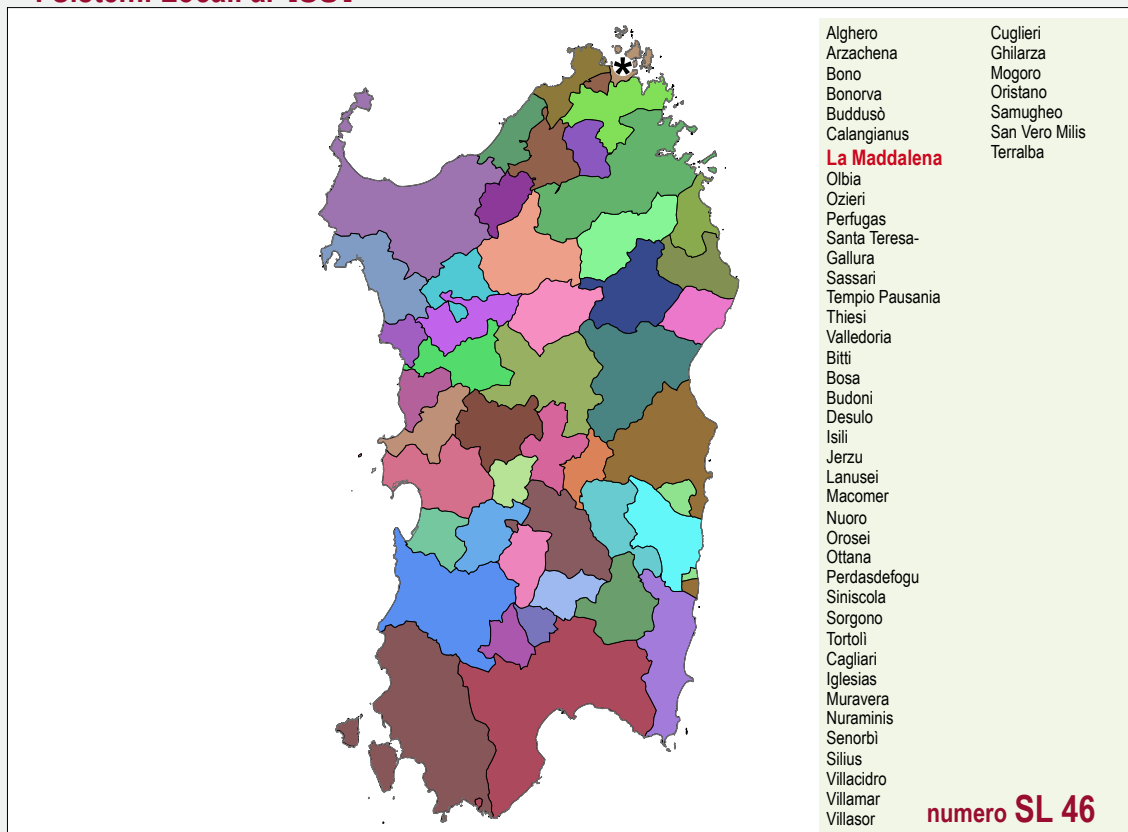 Alghero
Arzachena
Bono
Bonorva
Buddusò
Calangianus
La Maddalena
Olbia
Ozieri
Perfugas
Santa Teresa-
Gallura
Sassari
Tempio Pausania
Thiesi
Valledoria
Bitti
Bosa
Budoni
Desulo
Isili
Jerzu
Lanusei
Macomer
Nuoro
Orosei
Ottana
Perdasdefogu
Siniscola
Sorgono
Tortolì
Cagliari
Iglesias
Muravera
Nuraminis
Senorbì
Silius
Villacidro
Villamar
Villasor
Cuglieri
Ghilarza
Mogoro
Oristano
Samugheo
San Vero Milis
Terralba
*
numero SL 46